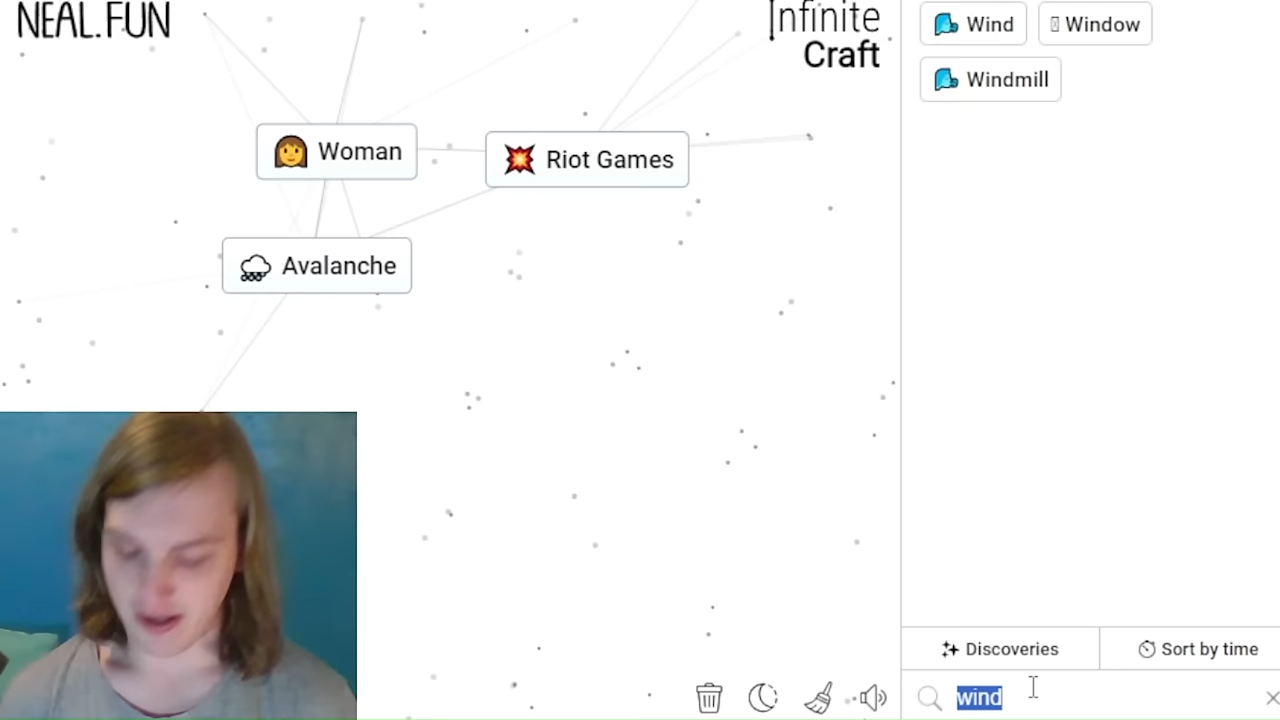 NEAL.FUN
Infinite
Craft
Wind
Window
Windmill
Woman
Riot Games
Avalanche
Discoveries
Sort by time
wind